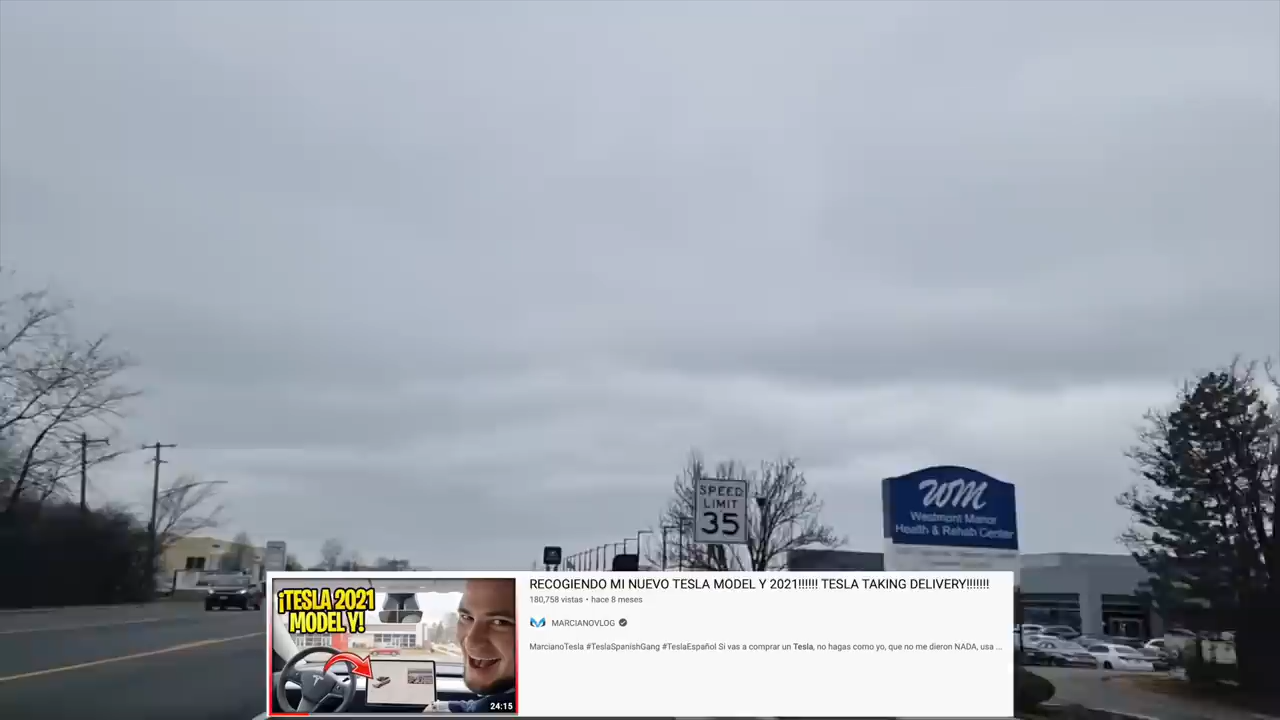 SPEED
LIMIT
35
WM
Westmont Manor
Health & Rehab Center
¡TESLA 2021
MODEL Y!
24:15
RECOGIENDO MI NUEVO TESLA MODEL Y 2021!!!!!! TESLA TAKING DELIVERY!!!!!!!
180,758 vistas • hace 8 meses
MARCIANOVLOG
MarcianoTesla #TeslaSpanishGang #TeslaEspañol Si vas a comprar un Tesla, no hagas como yo, que no me dieron NADA, usa ...